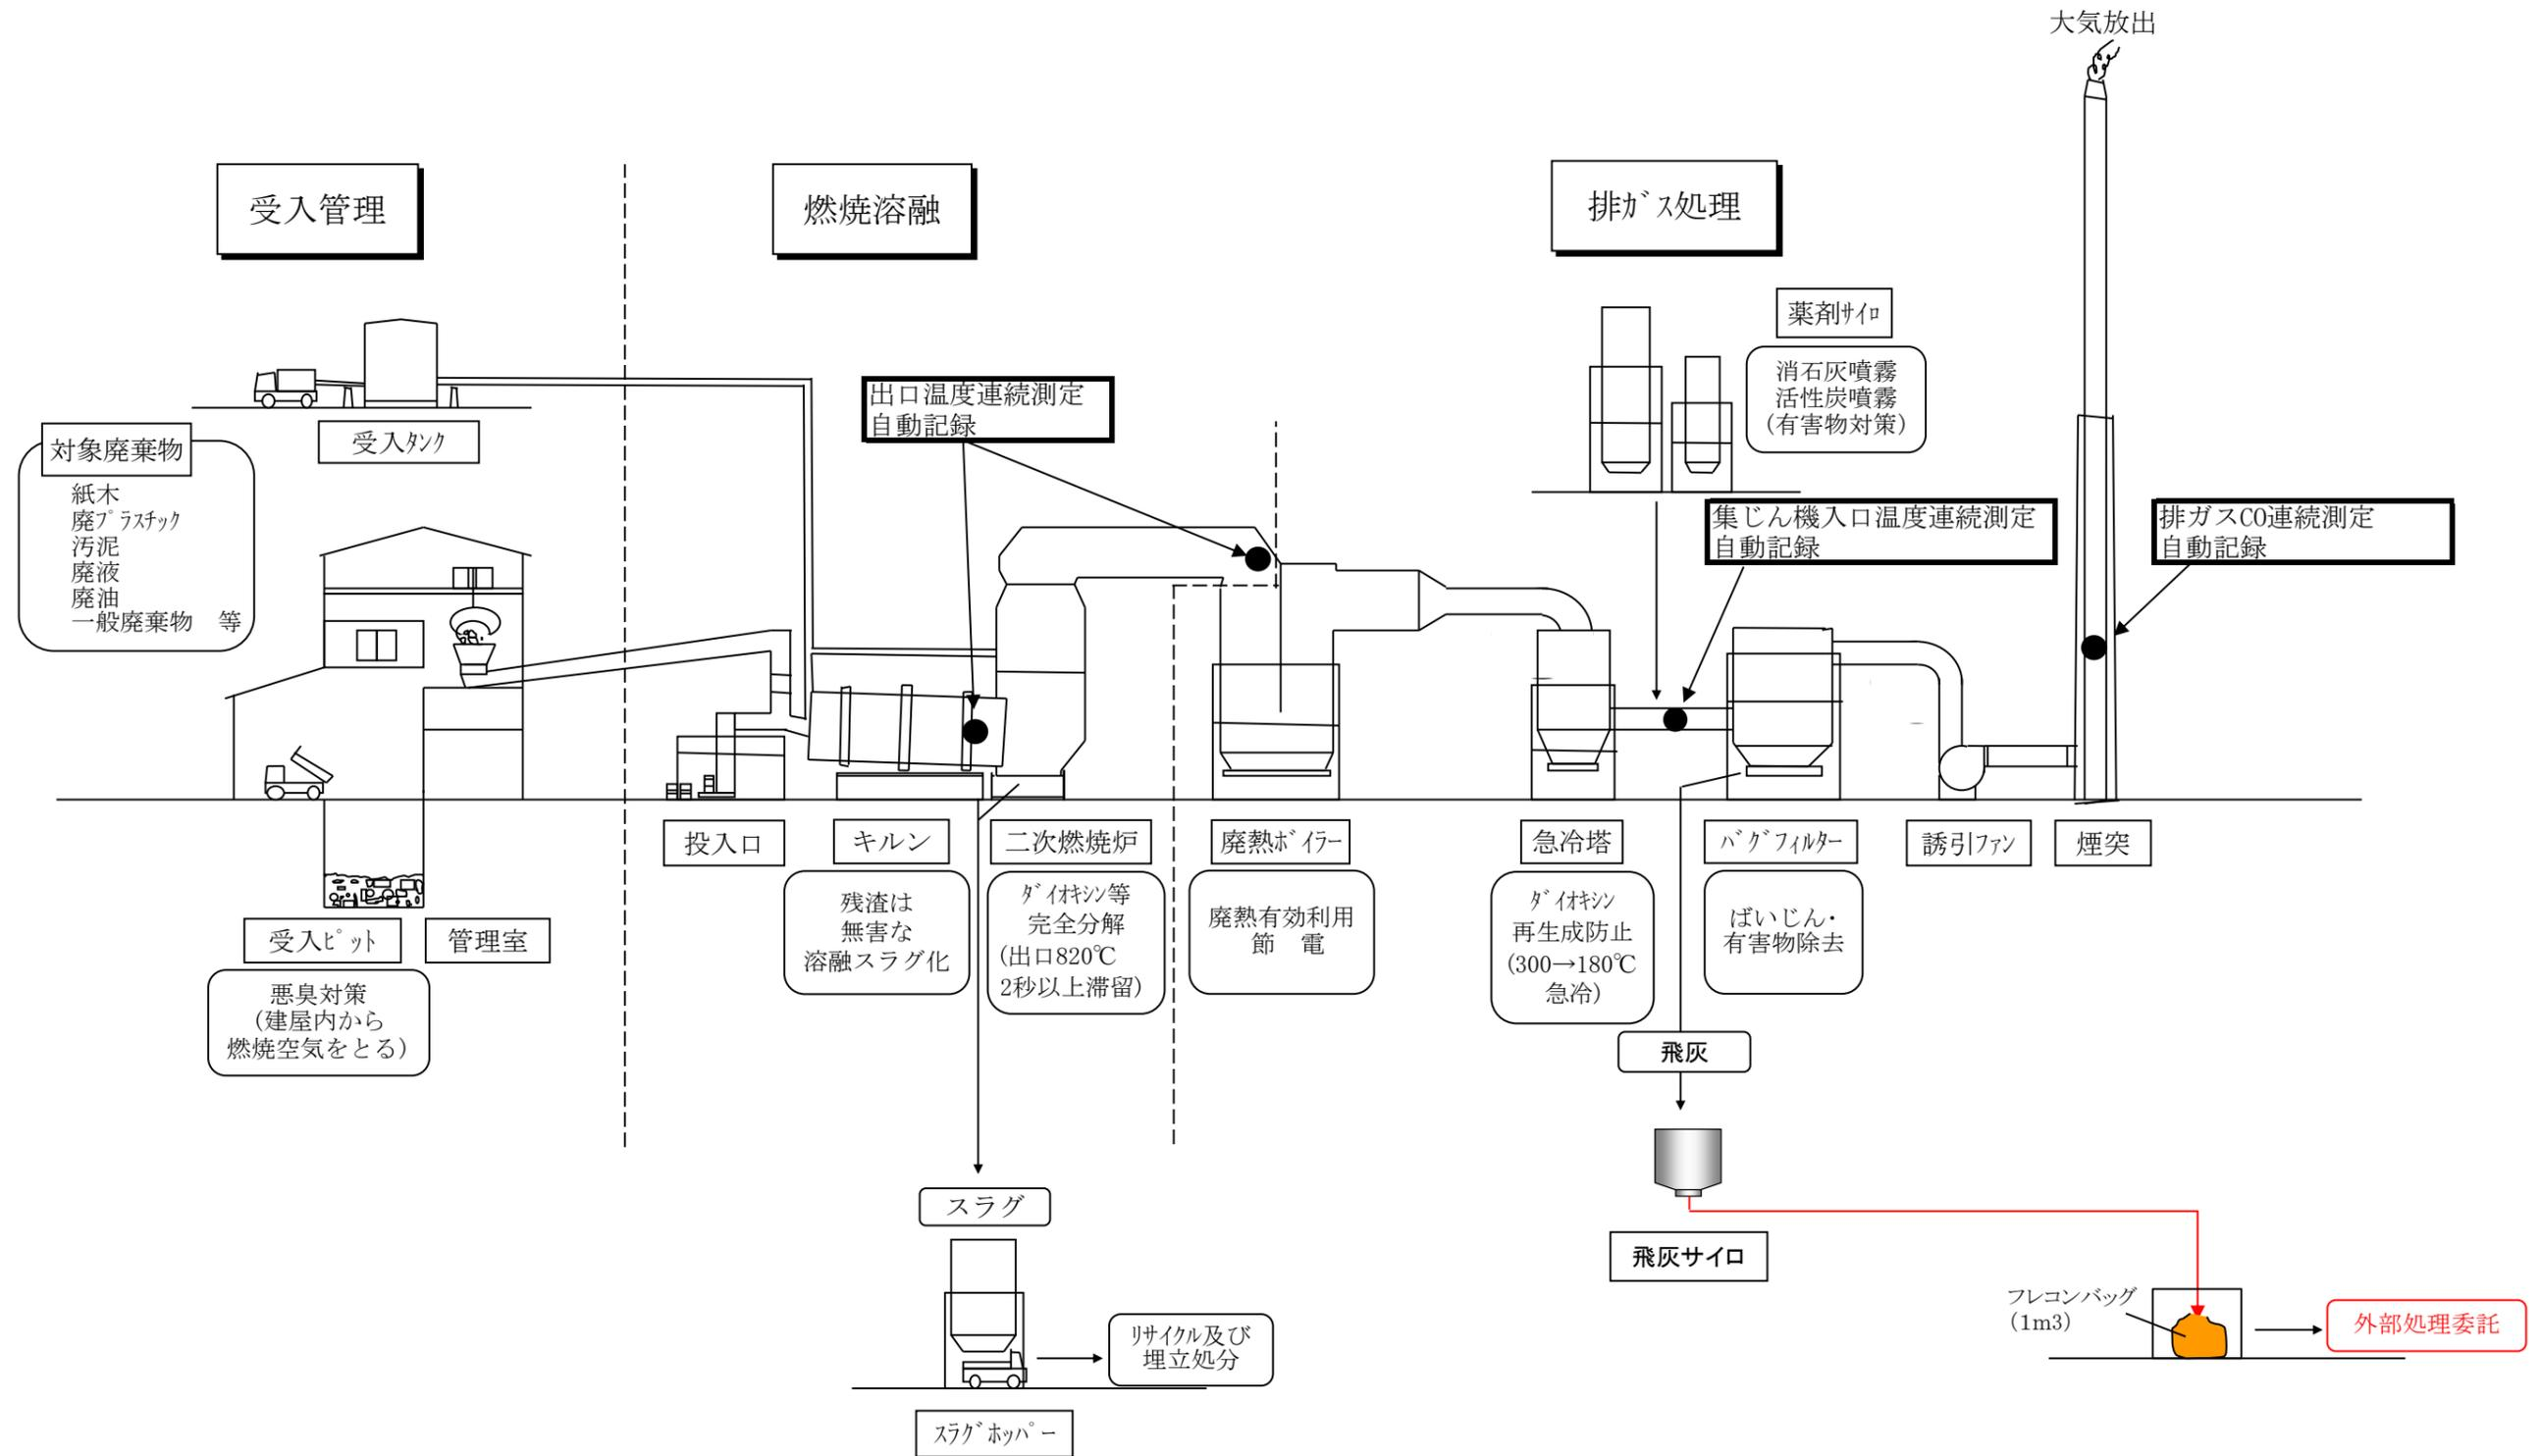 大気放出
受入管理
燃焼溶融
排ｶﾞｽ処理
薬剤ｻｲﾛ
消石灰噴霧
活性炭噴霧
(有害物対策)
出口温度連続測定
自動記録
受入ﾀﾝｸ
対象廃棄物
紙木
廃ﾌﾟﾗｽﾁｯｸ
汚泥
廃液
廃油
一般廃棄物　等
集じん機入口温度連続測定
自動記録
排ガスCO連続測定
自動記録
投入口
キルン
二次燃焼炉
廃熱ﾎﾞｲﾗｰ
急冷塔
ﾊﾞｸﾞﾌｨﾙﾀｰ
誘引ﾌｧﾝ
煙突
残渣は
無害な
溶融スラグ化
ﾀﾞｲｵｷｼﾝ等
完全分解
(出口820℃
2秒以上滞留)
廃熱有効利用
節　電
ﾀﾞｲｵｷｼﾝ
再生成防止
(300→180℃
急冷)
ばいじん・
有害物除去
受入ﾋﾟｯﾄ
管理室
悪臭対策
(建屋内から
燃焼空気をとる)
飛灰
スラグ
飛灰サイロ
フレコンバッグ
(1m3)
外部処理委託
ﾘｻｲｸﾙ及び
埋立処分
ｽﾗｸﾞﾎｯﾊﾟｰ